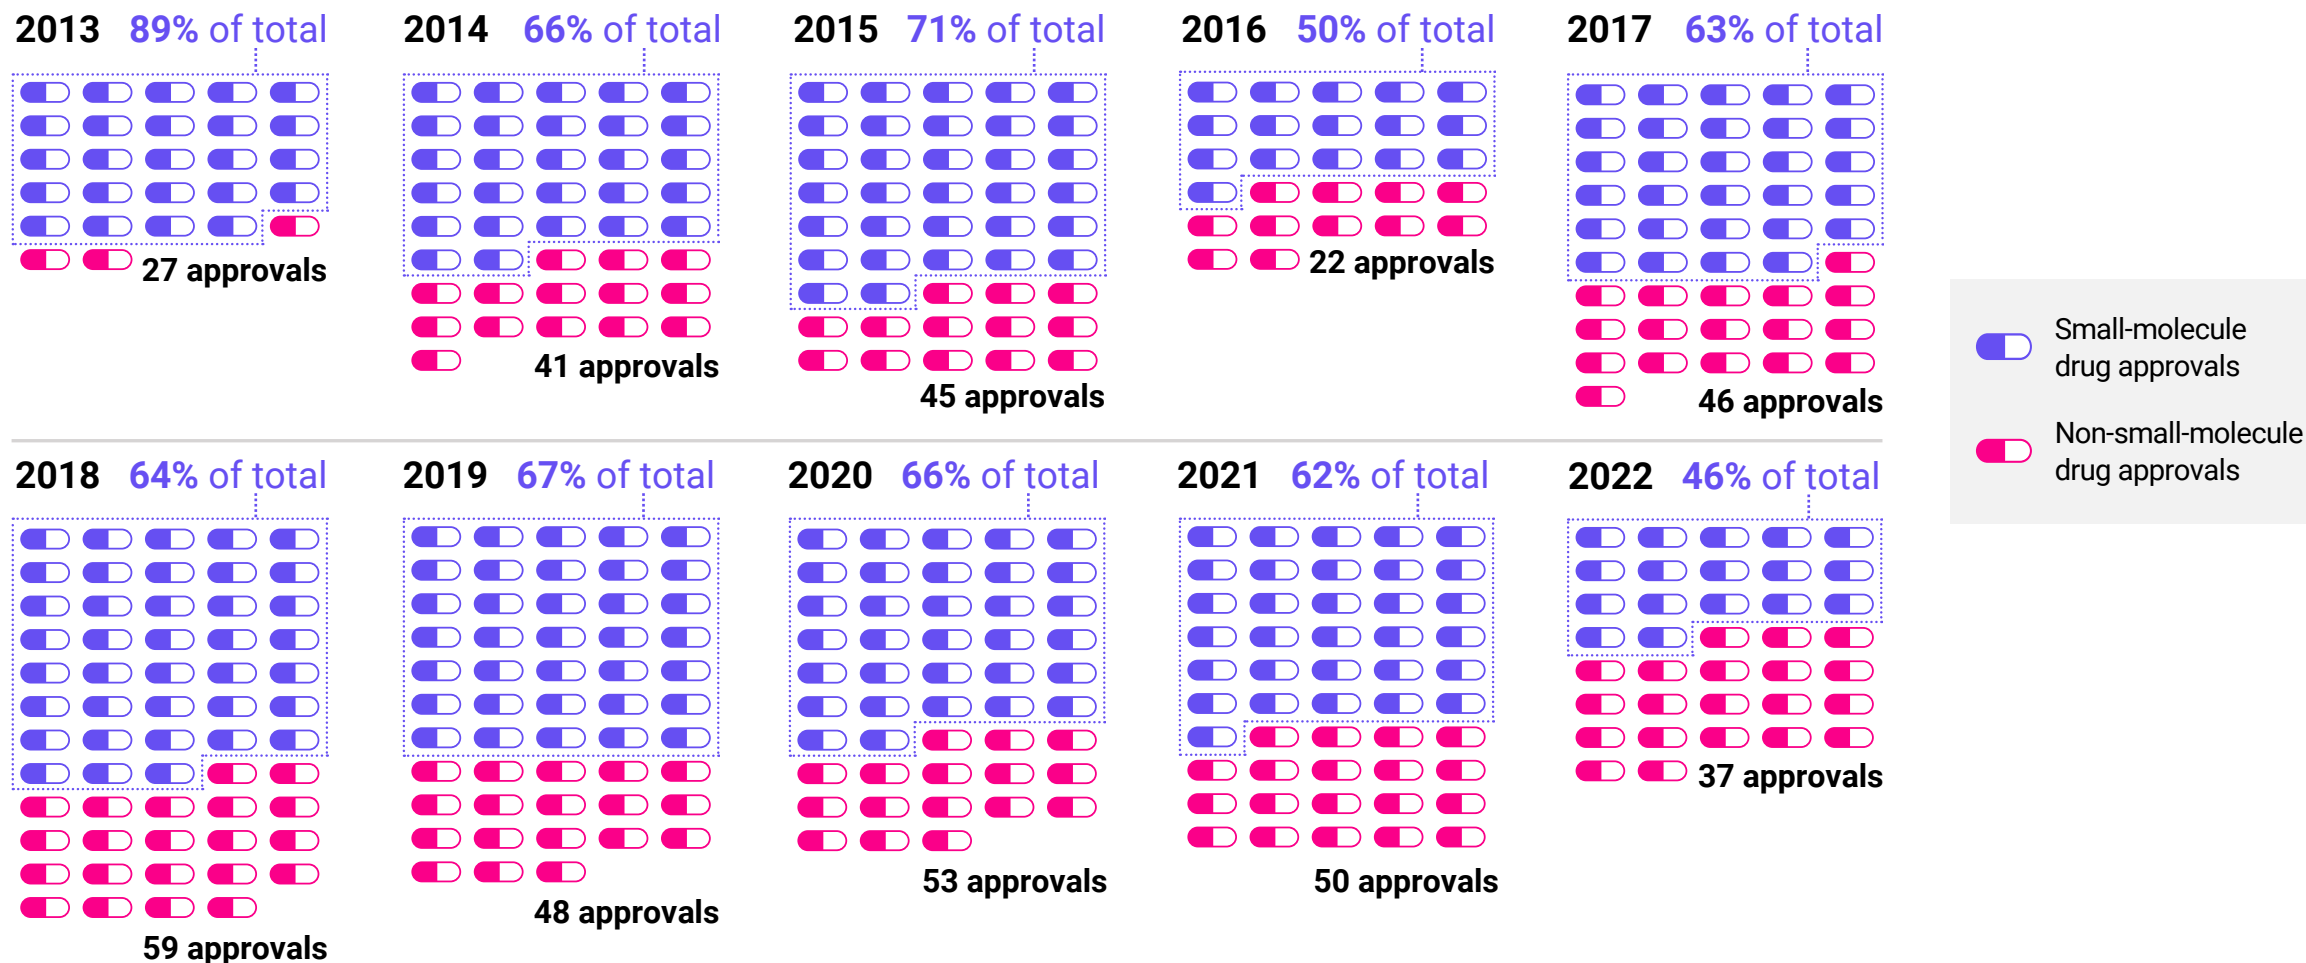 2013 89% of total
27 approvals
2014 66% of total
41 approvals
2015 71% of total
45 approvals
2016 50% of total
22 approvals
2017 63% of total
46 approvals
2018 64% of total
59 approvals
2019 67% of total
48 approvals
2020 66% of total
53 approvals
2021 62% of total
50 approvals
2022 46% of total
37 approvals
Small-molecule
drug approvals
Non-small-molecule
drug approvals